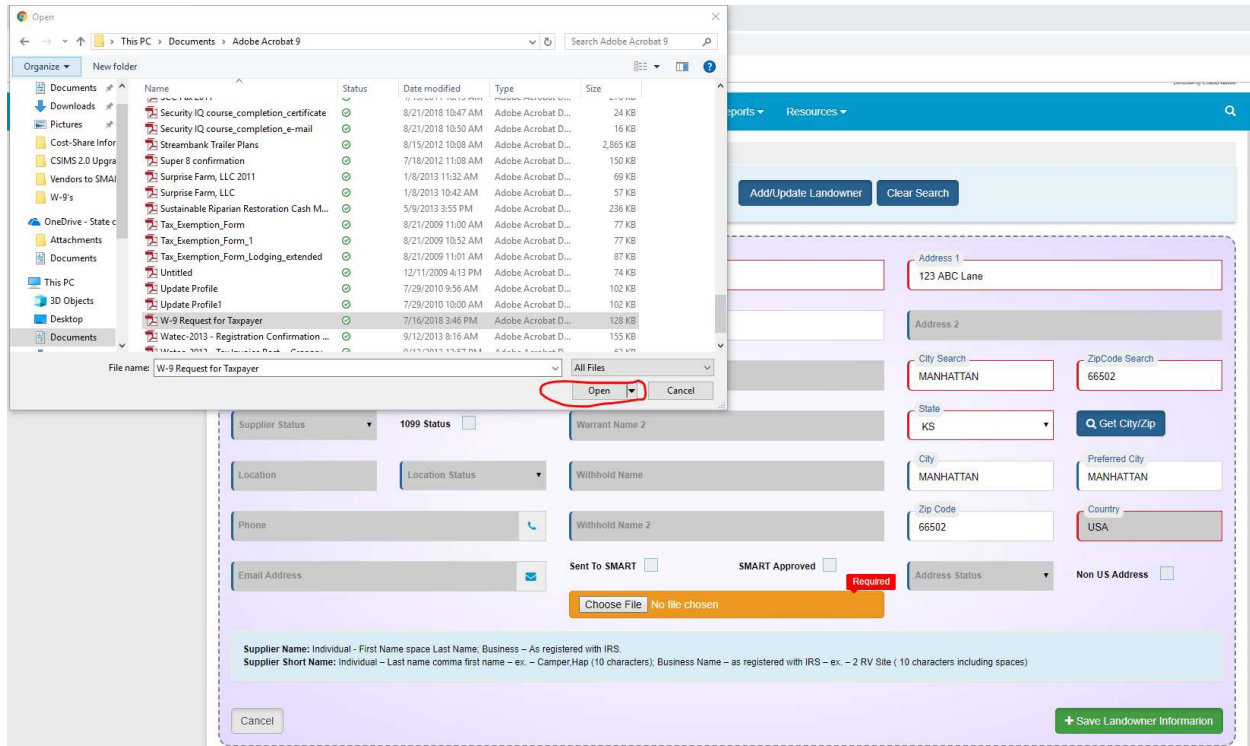 Open
This PC > Documents > Adobe Acrobat 9
Search Adobe Acrobat 9
Organize
New folder
Documents
Downloads
Pictures
Cost-Share Infor
CSIMS 2.0 Upgra
Vendors to SMAI
W-9's
OneDrive - State c
Attachments
Documents
This PC
3D Objects
Desktop
Documents
Name Status Date modified Type Size
Security IQ course_completion_certificate 8/21/2018 10:47 AM Adobe Acrobat D... 24 KB
Security IQ course_completion_e-mail 8/21/2018 10:50 AM Adobe Acrobat D... 16 KB
Streambank Trailer Plans 8/15/2012 10:08 AM Adobe Acrobat D... 2,865 KB
Super 8 confirmation 7/18/2012 11:08 AM Adobe Acrobat D... 150 KB
Surprise Farm, LLC 2011 1/8/2013 11:32 AM Adobe Acrobat D... 69 KB
Surprise Farm, LLC 1/8/2013 10:42 AM Adobe Acrobat D... 57 KB
Sustainable Riparian Restoration Cash M... 5/9/2013 3:55 PM Adobe Acrobat D... 236 KB
Tax_Exemption_Form 8/21/2009 11:00 AM Adobe Acrobat D... 77 KB
Tax_Exemption_Form_1 8/21/2009 10:52 AM Adobe Acrobat D... 77 KB
Tax_Exemption_Form_Lodging_extended 8/21/2009 11:01 AM Adobe Acrobat D... 87 KB
Untitled 12/11/2009 4:13 PM Adobe Acrobat D... 74 KB
Update Profile 7/29/2010 9:56 AM Adobe Acrobat D... 102 KB
Update Profile1 7/29/2010 10:00 AM Adobe Acrobat D... 102 KB
W-9 Request for Taxpayer 7/16/2018 3:46 PM Adobe Acrobat D... 128 KB
Watec-2013 - Registration Confirmation ... 9/12/2013 8:16 AM Adobe Acrobat D... 155 KB
File name: W-9 Request for Taxpayer
All Files
Open
Cancel
eports
Resources
Add/Update Landowner
Clear Search
Address 1
123 ABC Lane
Address 2
City Search
MANHATTAN
ZipCode Search
66502
Supplier Status
1099 Status
Warrant Name 2
State
KS
Get City/Zip
Location
Location Status
Withhold Name
City
MANHATTAN
Preferred City
MANHATTAN
Phone
Withhold Name 2
Zip Code
66502
Country
USA
Email Address
Sent To SMART
SMART Approved
Required
Address Status
Non US Address
Choose File No file chosen
Supplier Name: Individual - First Name space Last Name; Business – As registered with IRS.
Supplier Short Name: Individual – Last name comma first name – ex. – Camper,Hap (10 characters); Business Name – as registered with IRS – ex. – 2 RV Site ( 10 characters including spaces)
Cancel
+ Save Landowner Information